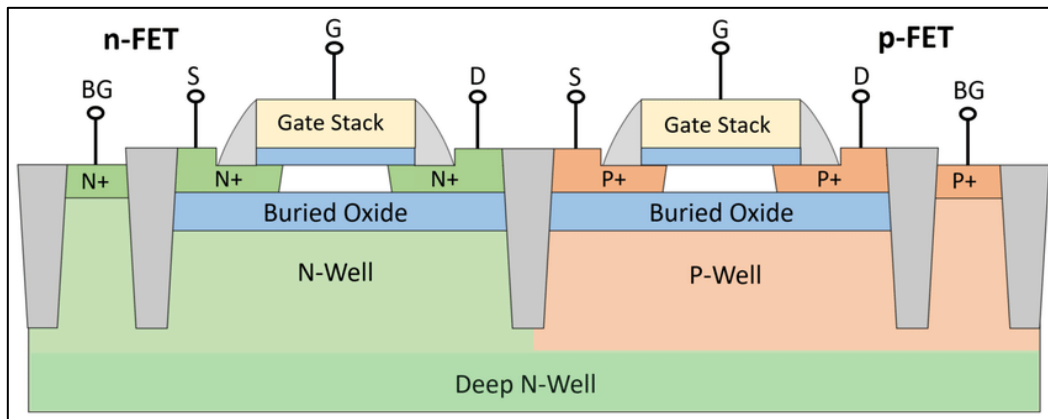 n-FET
G
G
p-FET
BG
S
D
S
D
BG
Gate Stack
Gate Stack
N+
N+
N+
P+
P+
P+
Buried Oxide
Buried Oxide
N-Well
P-Well
Deep N-Well